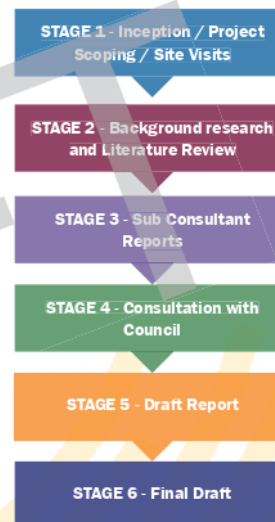 STAGE 1 - Inception / Project
Scoping / Site Visits
STAGE 2 - Background research
and Literature Review
STAGE 3 - Sub Consultant
Reports
STAGE 4 - Consultation with
Council
STAGE 5 - Draft Report
STAGE 6 - Final Draft